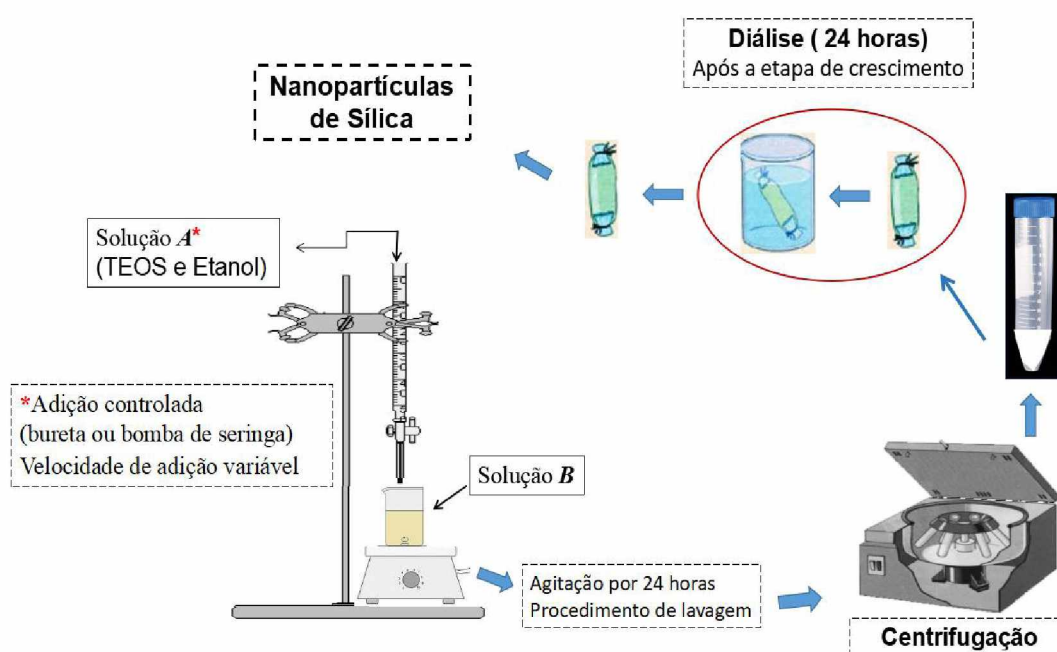 Diálise ( 24 horas)
Após a etapa de crescimento
Nanopartículas
de Sílica
Solução A*
(TEOS e Etanol)
*Adição controlada
(bureta ou bomba de seringa)
Velocidade de adição variável
Solução B
Agitação por 24 horas
Procedimento de lavagem
Centrifugação